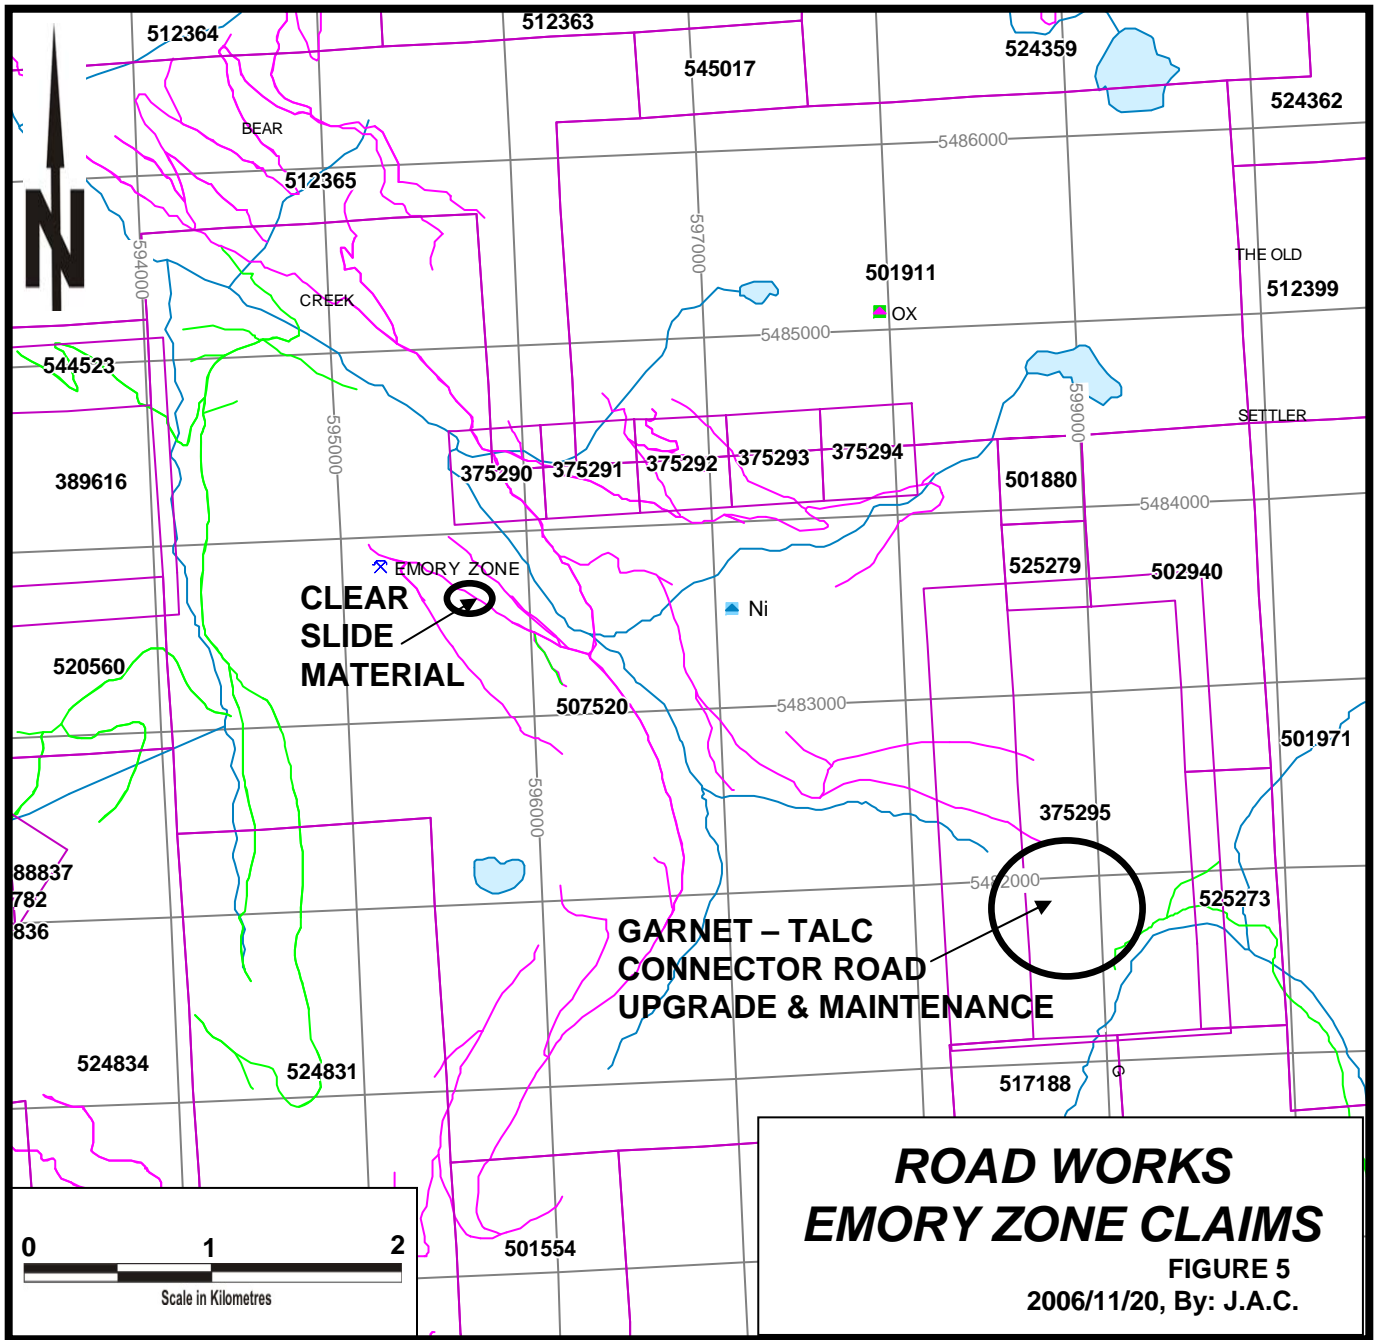 512364
512363
524359
545017
524362
BEAR
5486000
512365
597000
594000
THE OLD
501911
512399
CREEK
OX
5485000
544523
599000
SETTLER
595000
375290
375291
375292
375293
375294
389616
501880
5484000
EMORY ZONE
525279
502940
CLEAR
SLIDE
MATERIAL
Ni
520560
507520
5483000
501971
596000
375295
88837
782
836
5482000
525273
GARNET – TALC
CONNECTOR ROAD
UPGRADE & MAINTENANCE
524834
524831
517188
G
N
501554
ROAD WORKS
EMORY ZONE CLAIMS
FIGURE 5
2006/11/20, By: J.A.C.
0 1 2
Scale in Kilometres